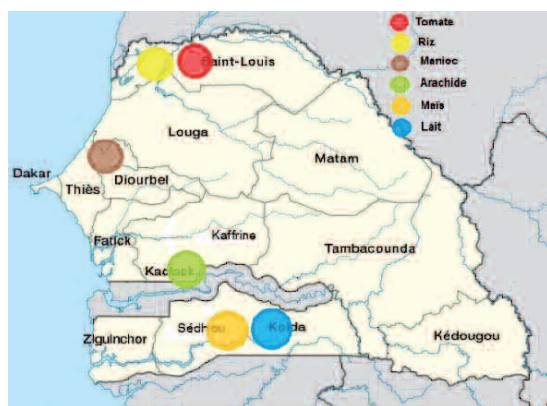 Tomate
Riz
Manioc
Arachide
Maïs
Lait
Saint-Louis
Louga
Matam
Dakar
Thiès
Diourbel
Fatick
Kaffrine
Kaolack
Tambacounda
Sédhiou
Kolda
Ziguinchor
Kédougou